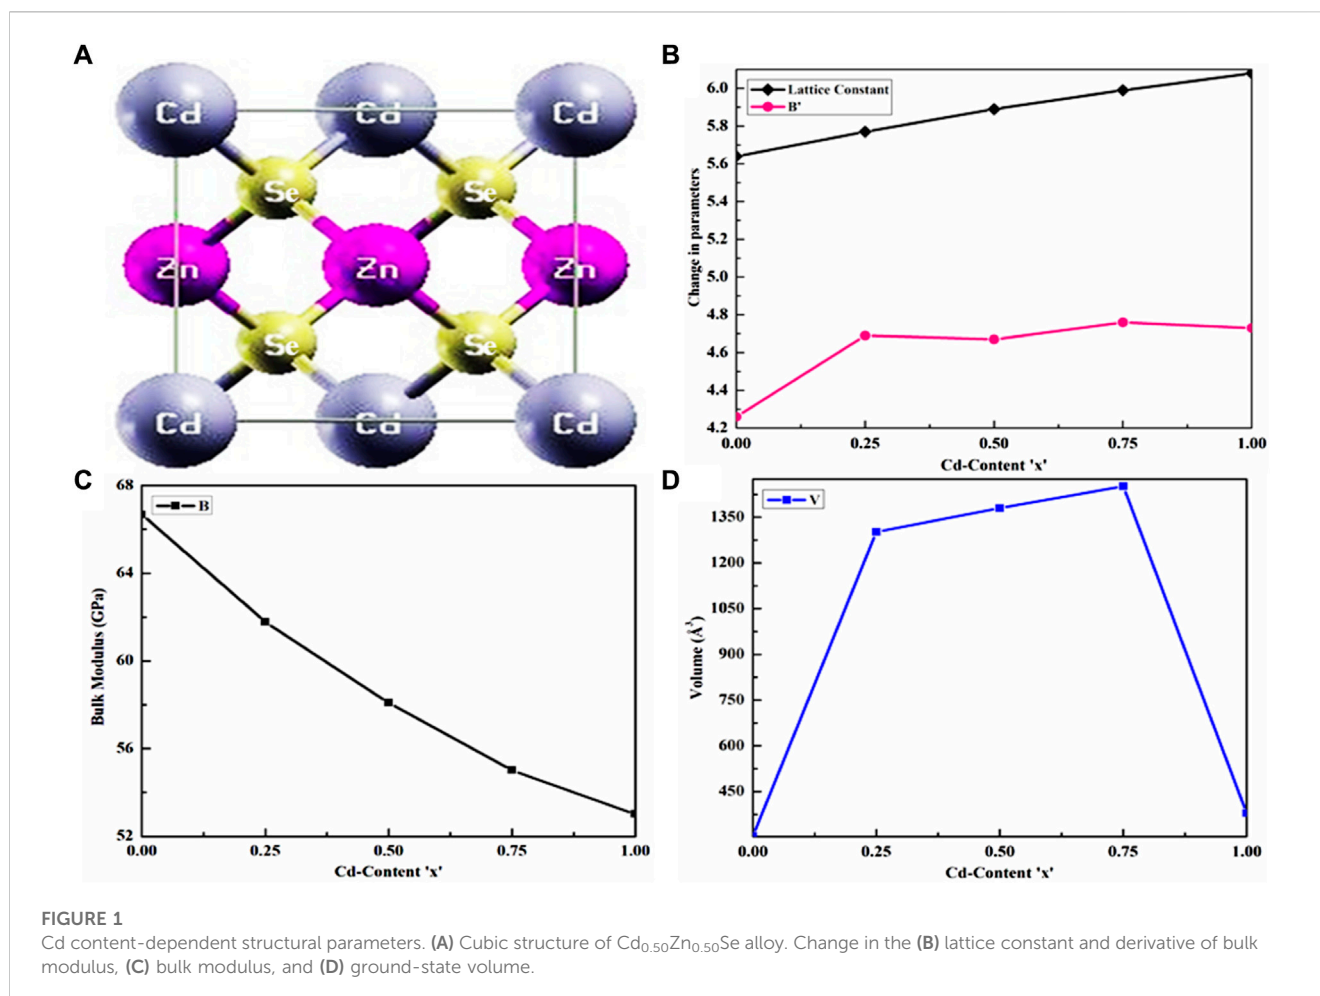 A
Cd Cd Cd
Se Se
Zn Zn Zn
Se Se
Cd Cd Cd
B
Lattice Constant
B'
6.0
5.8
5.6
5.4
5.2
5.0
4.8
4.6
4.4
4.2
Change in parameters
0.00 0.25 0.50 0.75 1.00
Cd-Content 'x'
C
B
68
64
60
56
52
Bulk Modulus (GPa)
0.00 0.25 0.50 0.75 1.00
Cd-Content 'x'
D
V
1350
1200
1050
900
750
600
450
Volume (Å³)
0.00 0.25 0.50 0.75 1.00
Cd-Content 'x'
FIGURE 1
Cd content-dependent structural parameters. (A) Cubic structure of Cd₀.₅₀Zn₀.₅₀Se alloy. Change in the (B) lattice constant and derivative of bulk
modulus, (C) bulk modulus, and (D) ground-state volume.